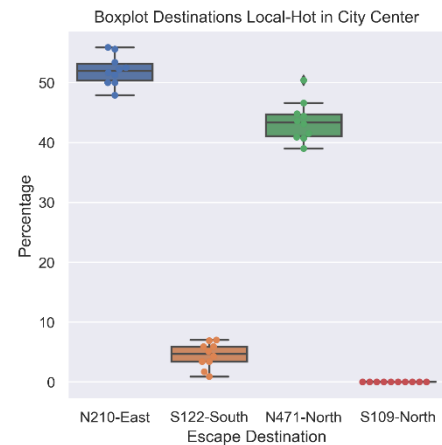 Boxplot Destinations Local-Hot in City Center
Percentage
50
40
30
20
10
0
N210-East S122-South N471-North S109-North
Escape Destination